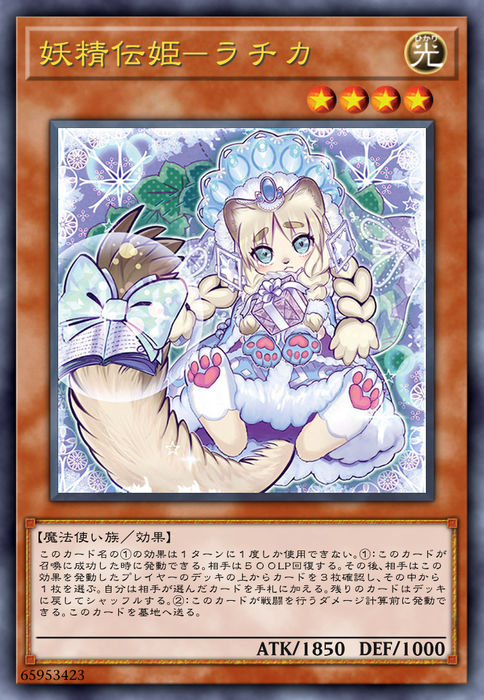 妖精伝姫−ラチカ
ひかり
光
【魔法使い族／効果】
このカード名の①の効果は１ターンに１度しか使用できない。①:このカードが
召喚に成功した時に発動できる。相手は５００LP回復する。その後、相手はこの
効果を発動したプレイヤーのデッキの上からカードを３枚確認し、その中から
１枚を選ぶ。自分は相手が選んだカードを手札に加える。残りのカードはデッキ
に戻してシャッフルする。②:このカードが戦闘を行うダメージ計算前に発動で
きる。このカードを墓地へ送る。
ATK/1850 DEF/1000
65953423